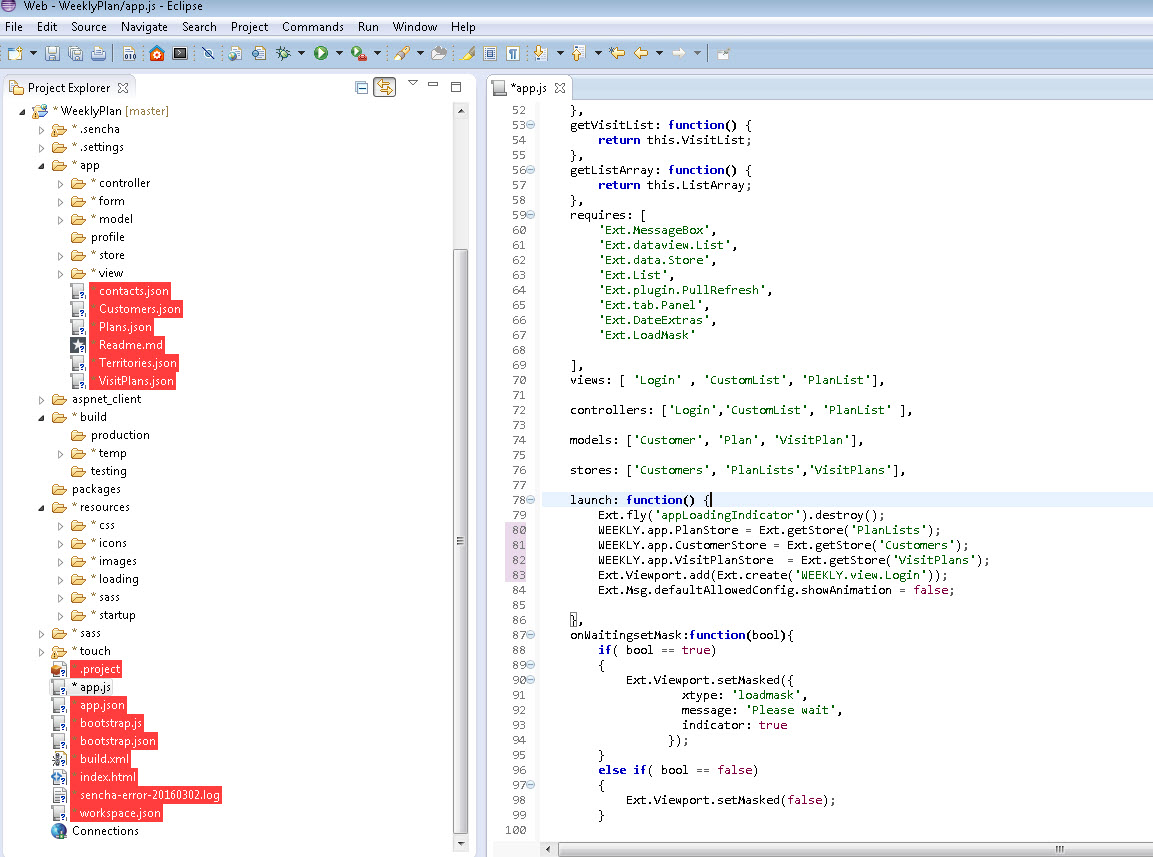 Web - WeeklyPlan/app.js - Eclipse
File Edit Source Navigate Search Project Commands Run Window Help
Project Explorer
* WeeklyPlan [master]
* .sencha
* .settings
* app
* controller
* form
* model
profile
* store
* view
contacts.json
Customers.json
Plans.json
Readme.md
Territories.json
VisitPlans.json
aspnet_client
* build
production
* temp
testing
packages
* resources
* css
* icons
* images
* loading
* sass
* startup
* sass
* touch
.project
* app.js
app.json
bootstrap.js
bootstrap.json
build.xml
index.html
sencha-error-20160302.log
workspace.json
Connections
*app.js
52 },
53 getVisitList: function() {
54 return this.VisitList;
55 },
56 getListArray: function() {
57 return this.ListArray;
58 },
59 requires: [
60 'Ext.MessageBox',
61 'Ext.dataview.List',
62 'Ext.data.Store',
63 'Ext.List',
64 'Ext.plugin.PullRefresh',
65 'Ext.tab.Panel',
66 'Ext.DateExtras',
67 'Ext.LoadMask'
68
69 ],
70 views: [ 'Login' , 'CustomList', 'PlanList'],
71
72 controllers: ['Login','CustomList', 'PlanList' ],
73
74 models: ['Customer', 'Plan', 'VisitPlan'],
75
76 stores: ['Customers', 'PlanLists','VisitPlans'],
77
78 launch: function() {
79 Ext.fly('appLoadingIndicator').destroy();
80 WEEKLY.app.PlanStore = Ext.getStore('PlanLists');
81 WEEKLY.app.CustomerStore = Ext.getStore('Customers');
82 WEEKLY.app.VisitPlanStore  = Ext.getStore('VisitPlans');
83 Ext.Viewport.add(Ext.create('WEEKLY.view.Login'));
84 Ext.Msg.defaultAllowedConfig.showAnimation = false;
85
86 },
87 onWaitingsetMask:function(bool){
88 if( bool == true)
89 {
90 Ext.Viewport.setMasked({
91 xtype: 'loadmask',
92 message: 'Please wait',
93 indicator: true
94 });
95 }
96 else if( bool == false)
97 {
98 Ext.Viewport.setMasked(false);
99 }
100